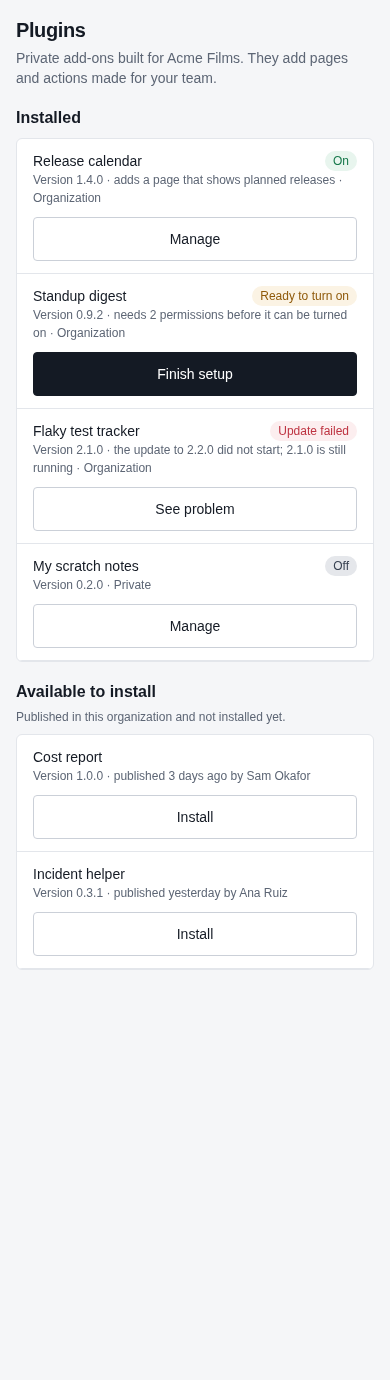 Plugins
Private add-ons built for Acme Films. They add pages
and actions made for your team.
Installed
Release calendar
On
Version 1.4.0 · adds a page that shows planned releases ·
Organization
Manage
Standup digest
Ready to turn on
Version 0.9.2 · needs 2 permissions before it can be turned
on · Organization
Finish setup
Flaky test tracker
Update failed
Version 2.1.0 · the update to 2.2.0 did not start; 2.1.0 is still
running · Organization
See problem
My scratch notes
Off
Version 0.2.0 · Private
Manage
Available to install
Published in this organization and not installed yet.
Cost report
Version 1.0.0 · published 3 days ago by Sam Okafor
Install
Incident helper
Version 0.3.1 · published yesterday by Ana Ruiz
Install